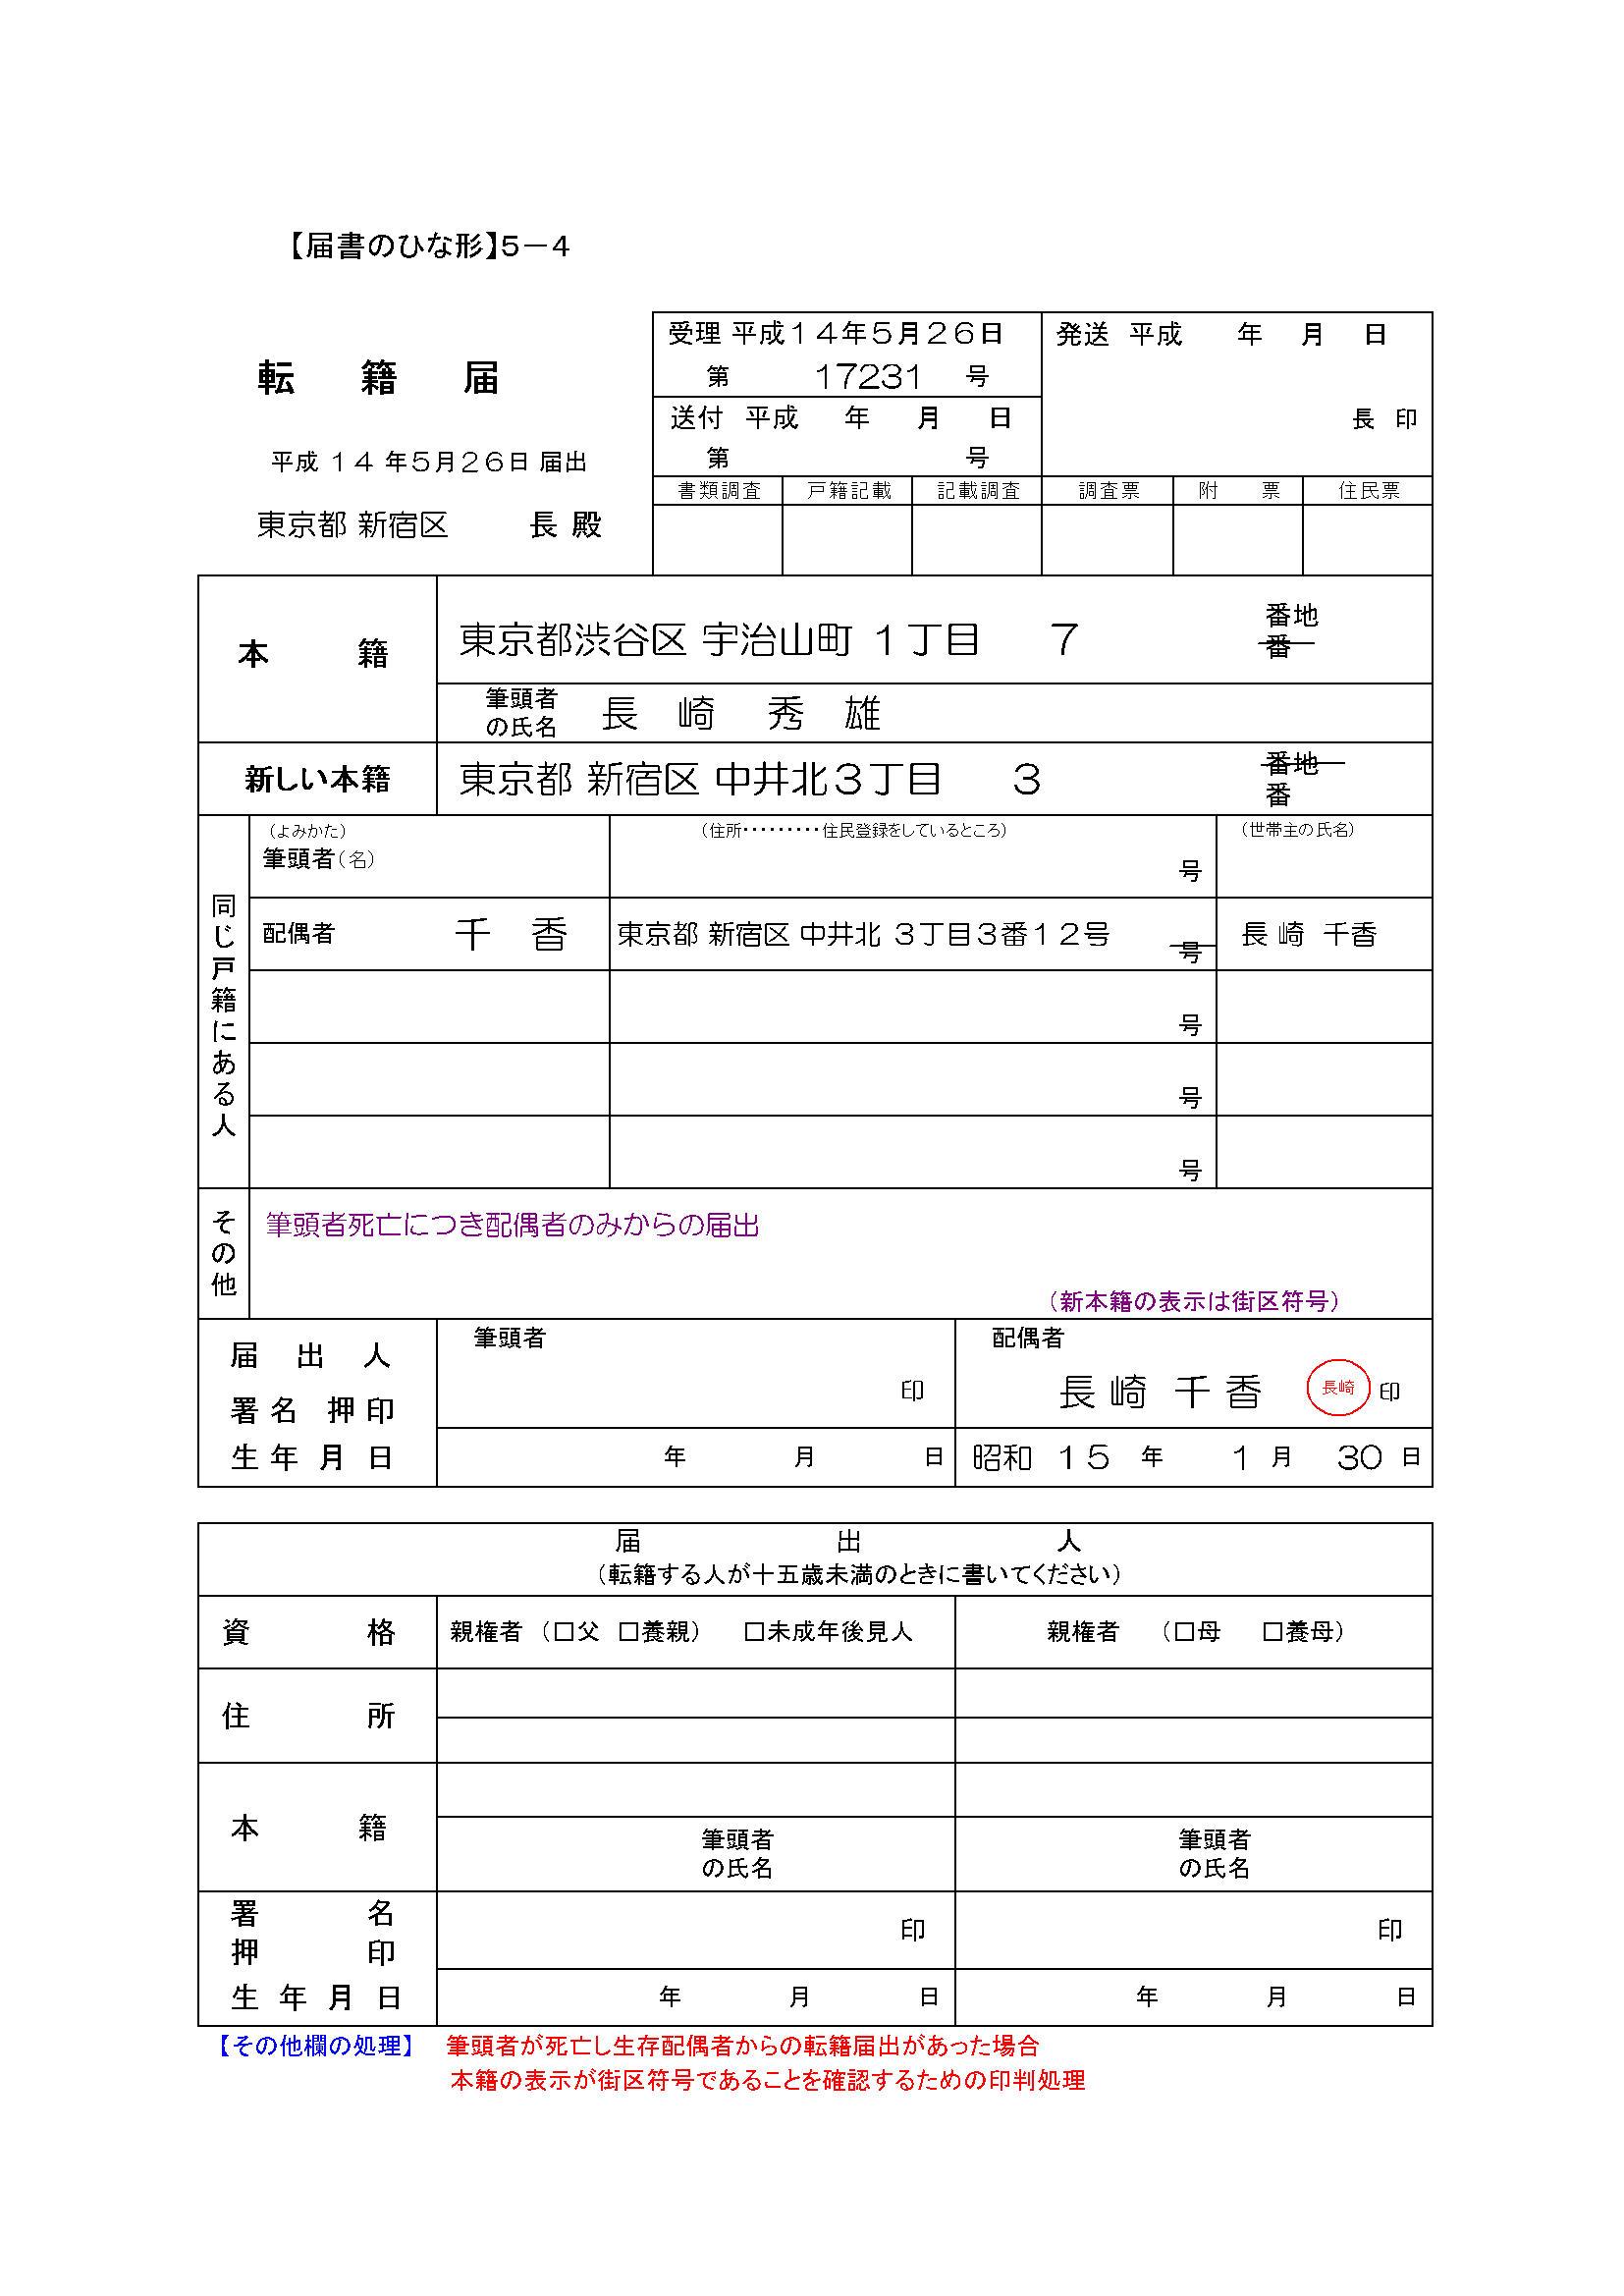 【届書のひな形】5－4
転 籍 届
平成 14 年5月26日 届出
東京都 新宿区 長 殿
受理 平成14年5月26日
第 17231 号
送付 平成 年 月 日
第 号
発送 平成 年 月 日
長 印
書類調査 戸籍記載 記載調査 調査票 附 票 住民票
本 籍
東京都渋谷区 宇治山町 1丁目 7 番地
番
筆頭者
の氏名 長 崎 秀 雄
新しい本籍 東京都 新宿区 中井北3丁目 3 番地
番
同じ戸籍にある人
（よみかた） （住所・・・・・・・・・住民登録をしているところ） （世帯主の氏名）
筆頭者（名） 号
配偶者 千 香 東京都 新宿区 中井北 3丁目3番12号 号 長 崎 千香
号
号
号
その他
筆頭者死亡につき配偶者のみからの届出
（新本籍の表示は街区符号）
届 出 人
署 名 押 印
生 年 月 日
筆頭者
印
年 月 日
配偶者
長 崎 千 香 長崎 印
昭和 15 年 1 月 30 日
届 出 人
（転籍する人が十五歳未満のときに書いてください）
資 格 親権者 （□父 □養親） □未成年後見人 親権者 （□母 □養母）
住 所
本 籍
筆頭者
の氏名
筆頭者
の氏名
署 名
押 印
印 印
生 年 月 日 年 月 日 年 月 日
【その他欄の処理】 筆頭者が死亡し生存配偶者からの転籍届出があった場合
本籍の表示が街区符号であることを確認するための印判処理